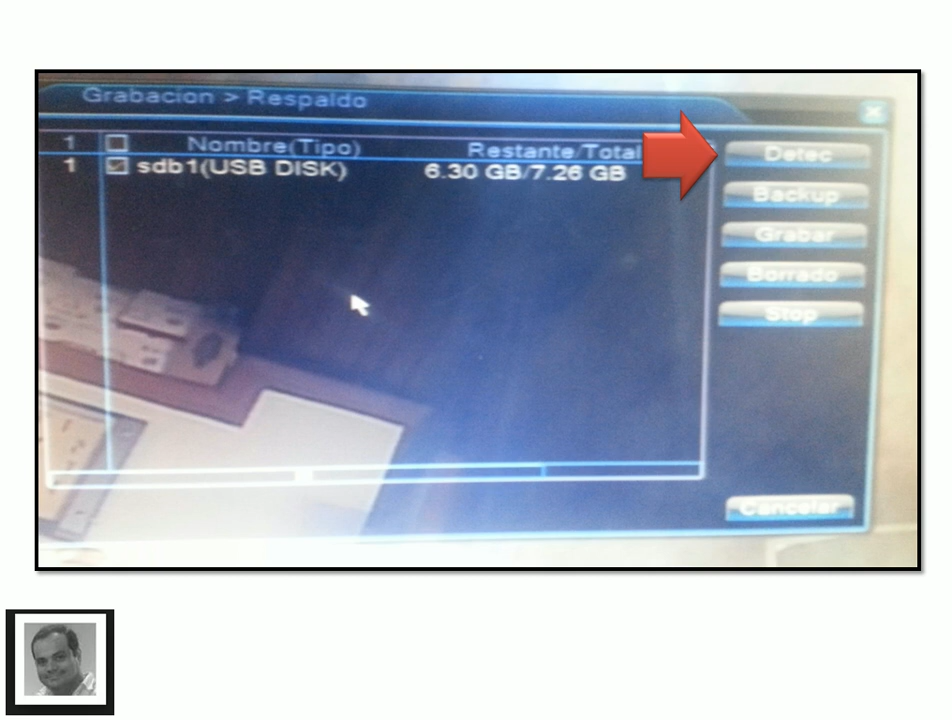 Grabacion > Respaldo
1 Nombre(Tipo) Restante/Total
1 sdb1(USB DISK) 6.30 GB/7.26 GB
Detec
Backup
Grabar
Borrado
Stop
Cancelar